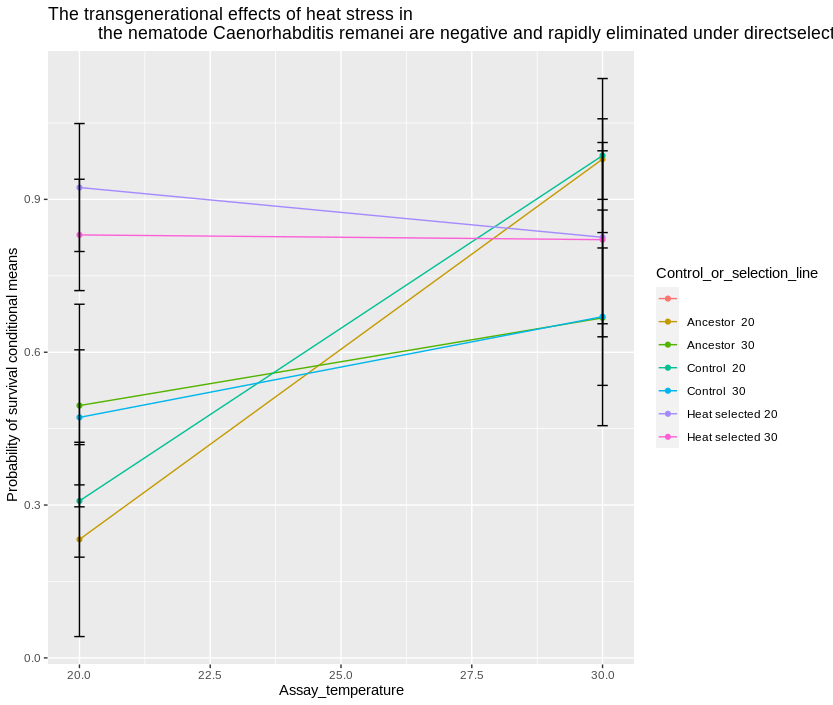 The transgenerational effects of heat stress in
the nematode Caenorhabditis remanei are negative and rapidly eliminated under directselect
Probability of survival conditional means
0.9
0.6
0.3
0.0
20.0 22.5 25.0 27.5 30.0
Assay_temperature
Control_or_selection_line
Ancestor 20
Ancestor 30
Control 20
Control 30
Heat selected 20
Heat selected 30